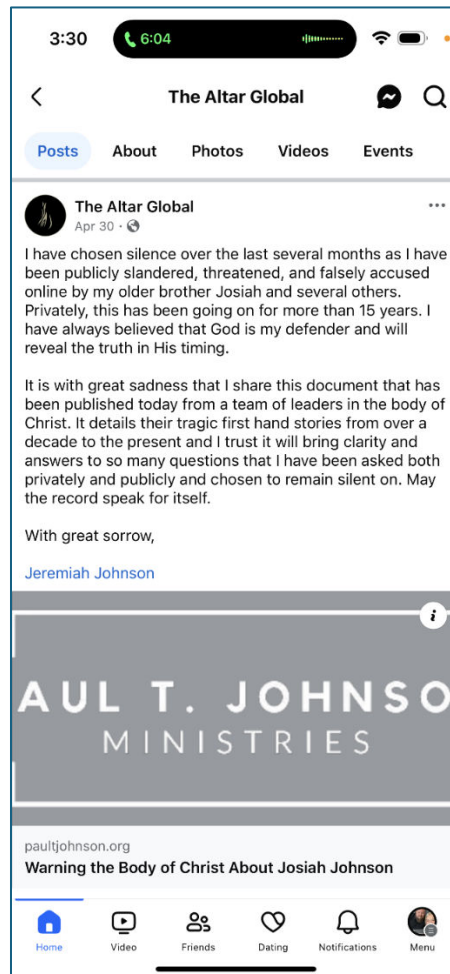 3:30
6:04
The Altar Global
Posts About Photos Videos Events
The Altar Global
Apr 30 ·
I have chosen silence over the last several months as I have
been publicly slandered, threatened, and falsely accused
online by my older brother Josiah and several others.
Privately, this has been going on for more than 15 years. I
have always believed that God is my defender and will
reveal the truth in His timing.
It is with great sadness that I share this document that has
been published today from a team of leaders in the body of
Christ. It details their tragic first hand stories from over a
decade to the present and I trust it will bring clarity and
answers to so many questions that I have been asked both
privately and publicly and chosen to remain silent on. May
the record speak for itself.
With great sorrow,
Jeremiah Johnson
AUL T. JOHNSO
MINISTRIES
paultjohnson.org
Warning the Body of Christ About Josiah Johnson
Home Video Friends Dating Notifications Menu